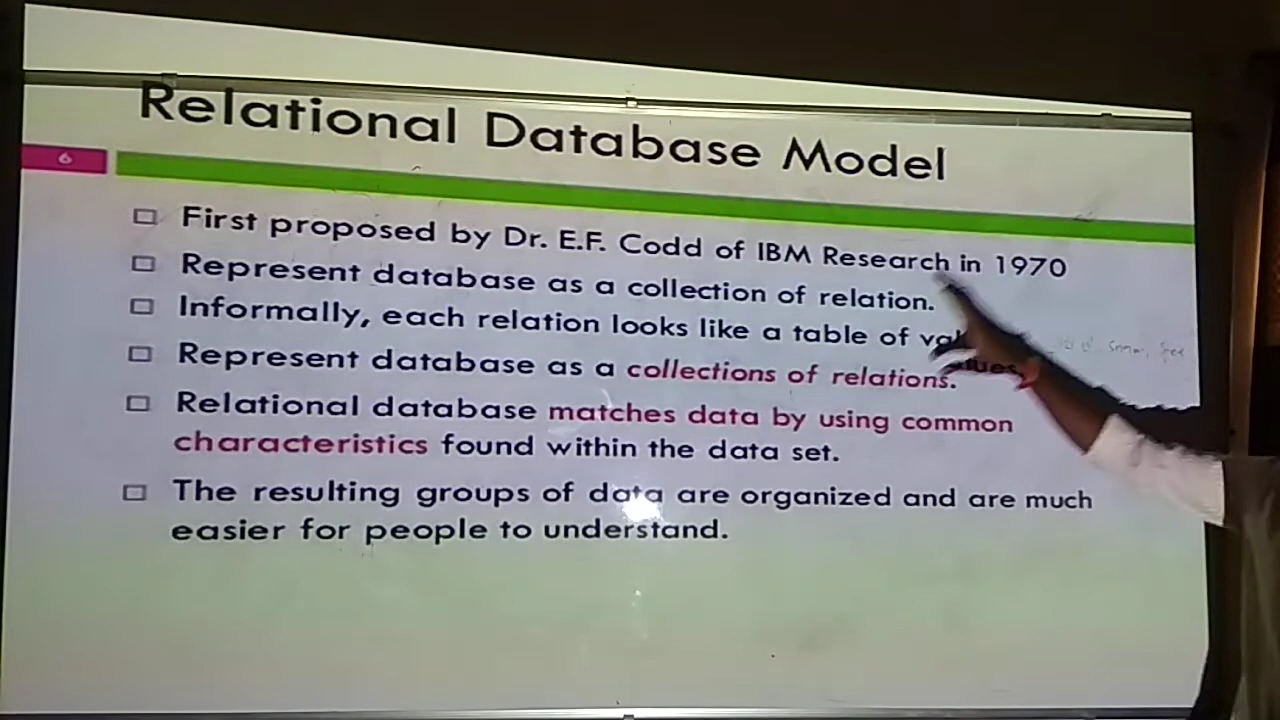 Relational Database Model
6
First proposed by Dr. E.F. Codd of IBM Research in 1970
Represent database as a collection of relation.
Informally, each relation looks like a table of values.
Represent database as a collections of relations.
Relational database matches data by using common
characteristics found within the data set.
The resulting groups of data are organized and are much
easier for people to understand.